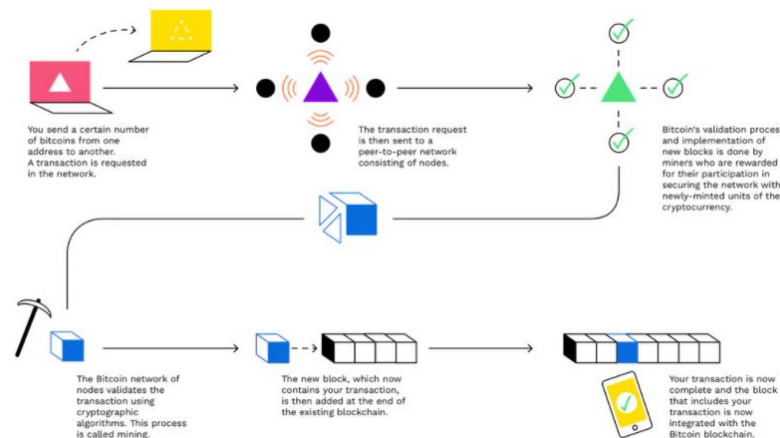 You send a certain number
of bitcoins from one
address to another.
A transaction is requested
in the network.
The transaction request
is then sent to a
peer-to-peer network
consisting of nodes.
Bitcoin's validation proces
and implementation of
new blocks is done by
miners who are rewarded
for their participation in
securing the network with
newly-minted units of the
cryptocurrency.
The Bitcoin network of
nodes validates the
transaction using
cryptographic
algorithms. This process
is called mining.
The new block, which now
contains your transaction,
is then added at the end of
the existing blockchain.
Your transaction is now
complete and the block
that includes your
transaction is now
integrated with the
Bitcoin blockchain.